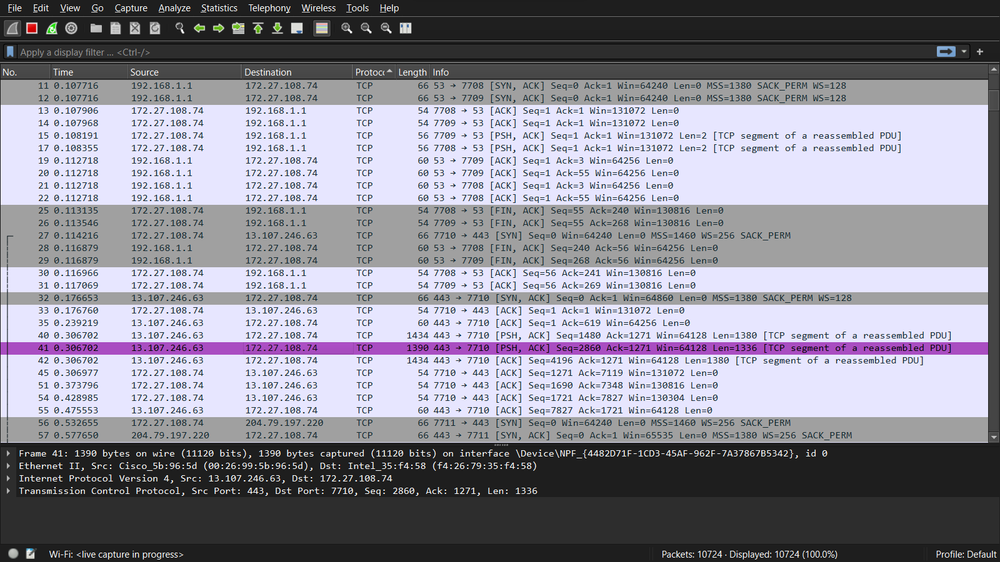 File Edit View Go Capture Analyze Statistics Telephony Wireless Tools Help
Apply a display filter ... <Ctrl-/>
No. Time Source Destination Protocc Length Info
11 0.107716 192.168.1.1 172.27.108.74 TCP 66 53 → 7708 [SYN, ACK] Seq=0 Ack=1 Win=64240 Len=0 MSS=1380 SACK_PERM WS=128
12 0.107716 192.168.1.1 172.27.108.74 TCP 66 53 → 7709 [SYN, ACK] Seq=0 Ack=1 Win=64240 Len=0 MSS=1380 SACK_PERM WS=128
13 0.107906 172.27.108.74 192.168.1.1 TCP 54 7708 → 53 [ACK] Seq=1 Ack=1 Win=131072 Len=0
14 0.107968 172.27.108.74 192.168.1.1 TCP 54 7709 → 53 [ACK] Seq=1 Ack=1 Win=131072 Len=0
15 0.108191 172.27.108.74 192.168.1.1 TCP 56 7709 → 53 [PSH, ACK] Seq=1 Ack=1 Win=131072 Len=2 [TCP segment of a reassembled PDU]
17 0.108355 172.27.108.74 192.168.1.1 TCP 56 7708 → 53 [PSH, ACK] Seq=1 Ack=1 Win=131072 Len=2 [TCP segment of a reassembled PDU]
19 0.112718 192.168.1.1 172.27.108.74 TCP 60 53 → 7709 [ACK] Seq=1 Ack=3 Win=64256 Len=0
20 0.112718 192.168.1.1 172.27.108.74 TCP 60 53 → 7709 [ACK] Seq=1 Ack=55 Win=64256 Len=0
21 0.112718 192.168.1.1 172.27.108.74 TCP 60 53 → 7708 [ACK] Seq=1 Ack=3 Win=64256 Len=0
22 0.112718 192.168.1.1 172.27.108.74 TCP 60 53 → 7708 [ACK] Seq=1 Ack=55 Win=64256 Len=0
25 0.113135 172.27.108.74 192.168.1.1 TCP 54 7708 → 53 [FIN, ACK] Seq=55 Ack=240 Win=130816 Len=0
26 0.113546 172.27.108.74 192.168.1.1 TCP 54 7709 → 53 [FIN, ACK] Seq=55 Ack=268 Win=130816 Len=0
27 0.114216 172.27.108.74 13.107.246.63 TCP 66 7710 → 443 [SYN] Seq=0 Win=64240 Len=0 MSS=1460 WS=256 SACK_PERM
28 0.116879 192.168.1.1 172.27.108.74 TCP 60 53 → 7708 [FIN, ACK] Seq=240 Ack=56 Win=64256 Len=0
29 0.116879 192.168.1.1 172.27.108.74 TCP 60 53 → 7709 [FIN, ACK] Seq=268 Ack=56 Win=64256 Len=0
30 0.116966 172.27.108.74 192.168.1.1 TCP 54 7708 → 53 [ACK] Seq=56 Ack=241 Win=130816 Len=0
31 0.117069 172.27.108.74 192.168.1.1 TCP 54 7709 → 53 [ACK] Seq=56 Ack=269 Win=130816 Len=0
32 0.176653 13.107.246.63 172.27.108.74 TCP 66 443 → 7710 [SYN, ACK] Seq=0 Ack=1 Win=64860 Len=0 MSS=1380 SACK_PERM WS=128
33 0.176760 172.27.108.74 13.107.246.63 TCP 54 7710 → 443 [ACK] Seq=1 Ack=1 Win=131072 Len=0
35 0.239219 13.107.246.63 172.27.108.74 TCP 60 443 → 7710 [ACK] Seq=1 Ack=619 Win=64256 Len=0
40 0.306702 13.107.246.63 172.27.108.74 TCP 1434 443 → 7710 [PSH, ACK] Seq=1480 Ack=1271 Win=64128 Len=1380 [TCP segment of a reassembled PDU]
41 0.306702 13.107.246.63 172.27.108.74 TCP 1390 443 → 7710 [PSH, ACK] Seq=2860 Ack=1271 Win=64128 Len=1336 [TCP segment of a reassembled PDU]
42 0.306702 13.107.246.63 172.27.108.74 TCP 1434 443 → 7710 [ACK] Seq=4196 Ack=1271 Win=64128 Len=1380 [TCP segment of a reassembled PDU]
45 0.306977 172.27.108.74 13.107.246.63 TCP 54 7710 → 443 [ACK] Seq=1271 Ack=7119 Win=131072 Len=0
51 0.373796 172.27.108.74 13.107.246.63 TCP 54 7710 → 443 [ACK] Seq=1690 Ack=7348 Win=130816 Len=0
54 0.428985 172.27.108.74 13.107.246.63 TCP 54 7710 → 443 [ACK] Seq=1721 Ack=7827 Win=130304 Len=0
55 0.475553 13.107.246.63 172.27.108.74 TCP 60 443 → 7710 [ACK] Seq=7827 Ack=1721 Win=64128 Len=0
56 0.532655 172.27.108.74 204.79.197.220 TCP 66 7711 → 443 [SYN] Seq=0 Win=64240 Len=0 MSS=1460 WS=256 SACK_PERM
57 0.577650 204.79.197.220 172.27.108.74 TCP 66 443 → 7711 [SYN, ACK] Seq=0 Ack=1 Win=65535 Len=0 MSS=1380 WS=256 SACK_PERM
Frame 41: 1390 bytes on wire (11120 bits), 1390 bytes captured (11120 bits) on interface \Device\NPF_{4482D71F-1CD3-45AF-962F-7A37867B5342}, id 0
Ethernet II, Src: Cisco_5b:96:5d (00:26:99:5b:96:5d), Dst: Intel_35:f4:58 (f4:26:79:35:f4:58)
Internet Protocol Version 4, Src: 13.107.246.63, Dst: 172.27.108.74
Transmission Control Protocol, Src Port: 443, Dst Port: 7710, Seq: 2860, Ack: 1271, Len: 1336
Wi-Fi: <live capture in progress> Packets: 10724 · Displayed: 10724 (100.0%) Profile: Default